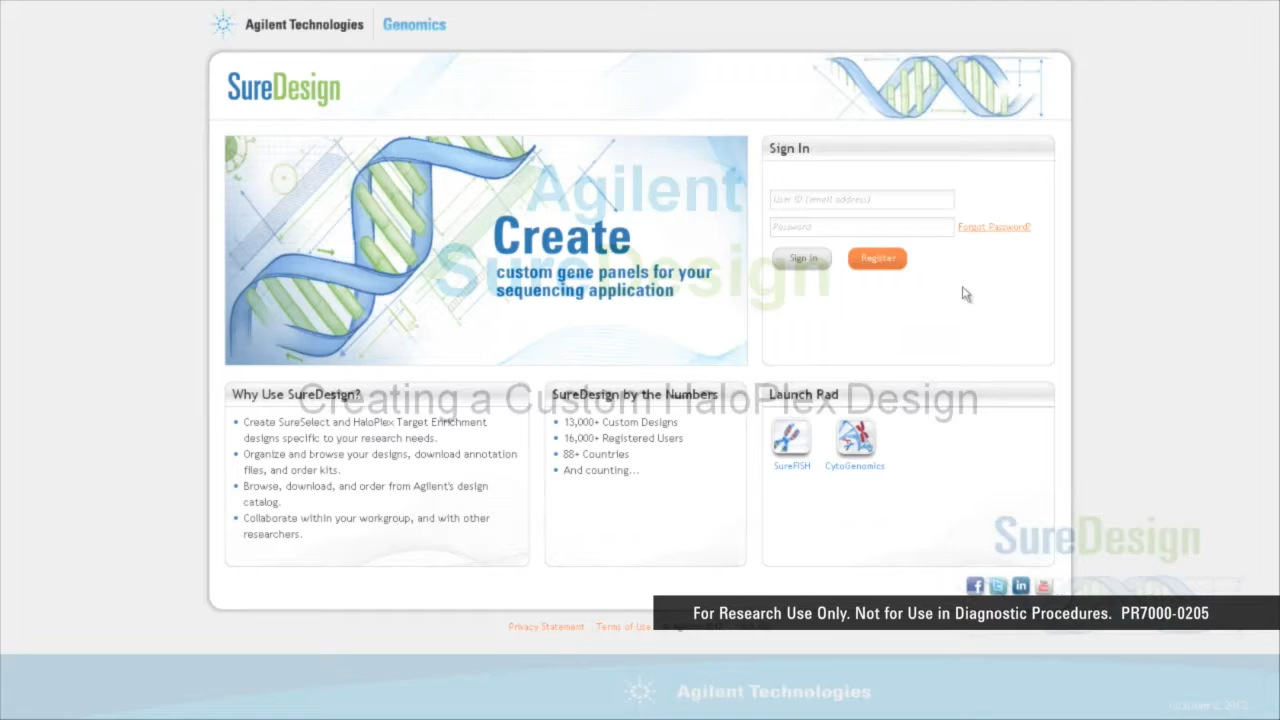 Agilent Technologies Genomics
SureDesign
Agilent
SureDesign
Create
custom gene panels for your
sequencing application
Sign In
User ID (email address)
Password
Forgot Password?
Sign In Register
Creating a Custom HaloPlex Design
Why Use SureDesign?
Create SureSelect and HaloPlex Target Enrichment
designs specific to your research needs.
Organize and browse your designs, download annotation
files, and order kits.
Browse, download, and order from Agilent's design
catalog.
Collaborate within your workgroup, and with other
researchers.
SureDesign by the Numbers
13,000+ Custom Designs
16,000+ Registered Users
88+ Countries
And counting...
Launch Pad
SureFISH CytoGenomics
SureDesign
For Research Use Only. Not for Use in Diagnostic Procedures. PR7000-0205
Privacy Statement Terms of Use
Agilent Technologies